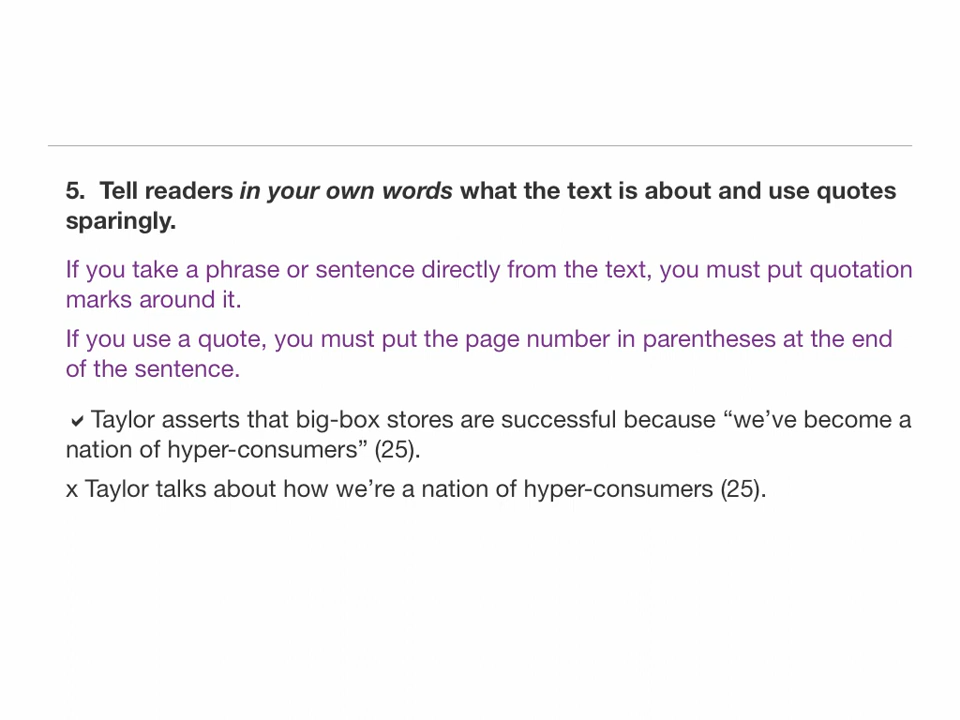 5.  Tell readers in your own words what the text is about and use quotes
sparingly.
If you take a phrase or sentence directly from the text, you must put quotation
marks around it.
If you use a quote, you must put the page number in parentheses at the end
of the sentence.
✔ Taylor asserts that big-box stores are successful because “we’ve become a
nation of hyper-consumers” (25).
x Taylor talks about how we’re a nation of hyper-consumers (25).